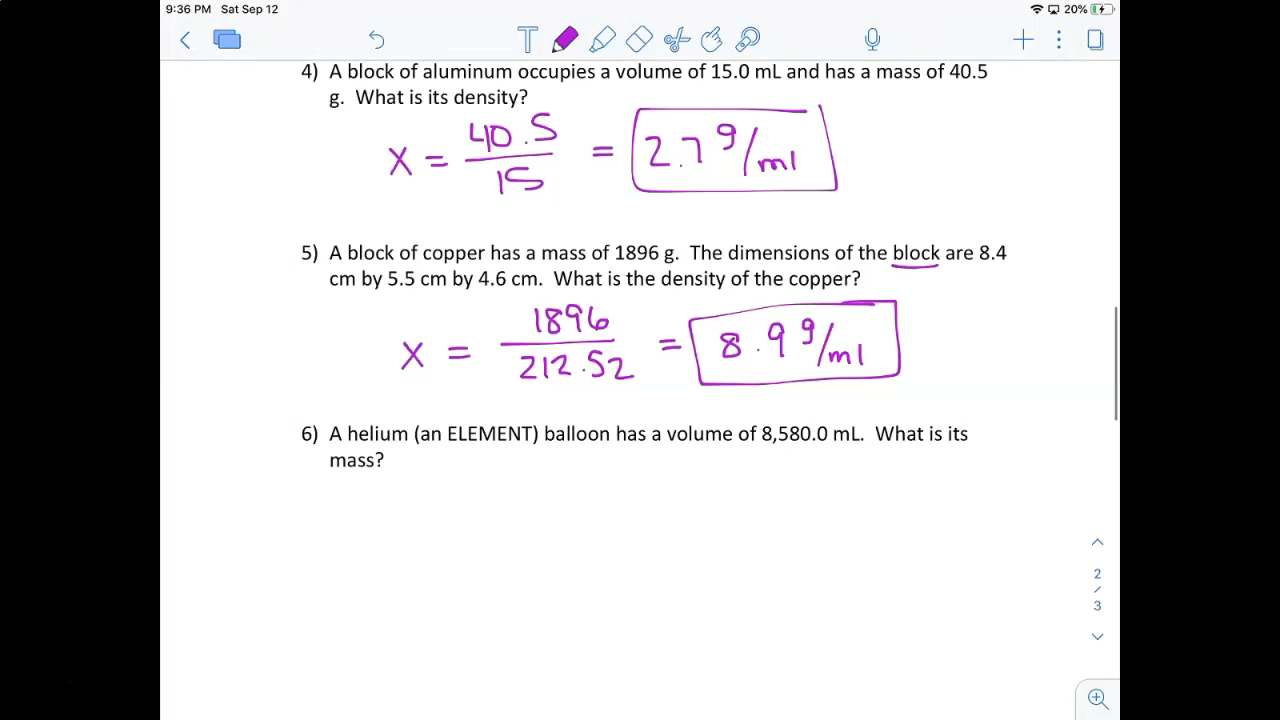 9:36 PM Sat Sep 12
20%
T
4) A block of aluminum occupies a volume of 15.0 mL and has a mass of 40.5
g. What is its density?
x = 40.5 / 15 = 2.7 g/ml
5) A block of copper has a mass of 1896 g. The dimensions of the block are 8.4
cm by 5.5 cm by 4.6 cm. What is the density of the copper?
x = 1896 / 212.52 = 8.9 g/ml
6) A helium (an ELEMENT) balloon has a volume of 8,580.0 mL. What is its
mass?
2
/
3